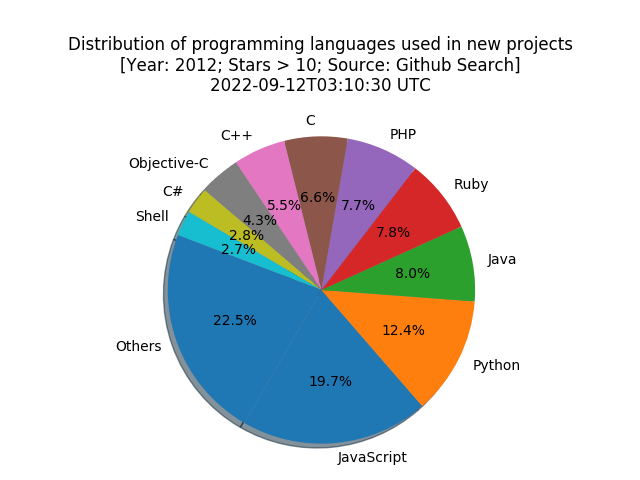 Distribution of programming languages used in new projects
[Year: 2012; Stars > 10; Source: Github Search]
2022-09-12T03:10:30 UTC
C
C++
PHP
Objective-C
Ruby
C#
Shell
Java
Others
Python
JavaScript
6.6%
5.5%
7.7%
4.3%
7.8%
2.8%
2.7%
8.0%
22.5%
12.4%
19.7%